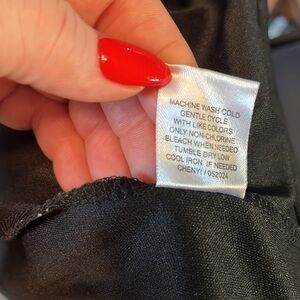 MACHINE WASH COLD
GENTLE CYCLE
WITH LIKE COLORS
ONLY NON-CHLORINE
BLEACH WHEN NEEDED
TUMBLE DRY LOW
COOL IRON IF NEEDED
CHENYI / 052024